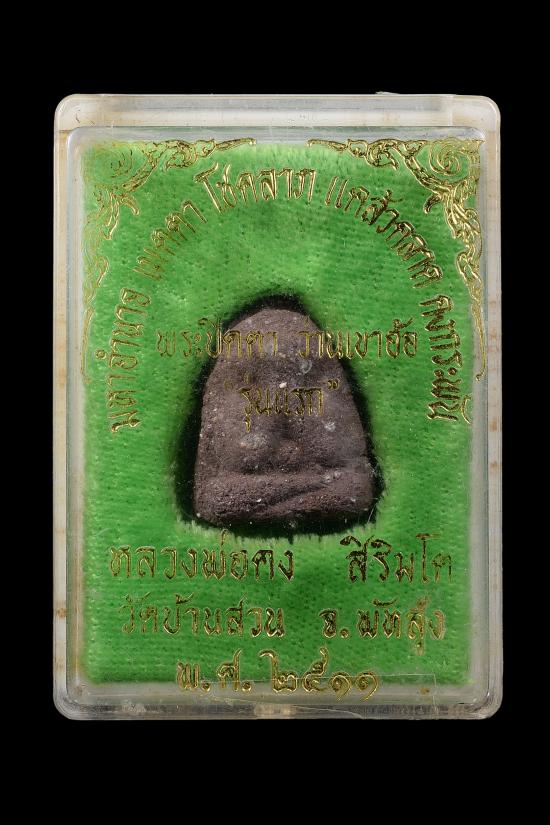 มหาอำนาจ เมตตา โชคลาภ แคล้วคลาด คงกระพัน
พระปิดตา ว่านเขาอ้อ
"รุ่นแรก"
หลวงพ่อคง สิริมโต
วัดบ้านสวน จ.พัทลุง
พ.ศ. ๒๕๑๑